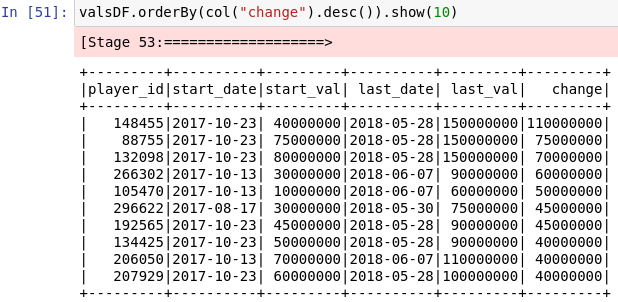 In [51]: valsDF.orderBy(col("change").desc()).show(10)
[Stage 53:===================>
+---------+----------+---------+----------+---------+---------+
|player_id|start_date|start_val| last_date| last_val|   change|
+---------+----------+---------+----------+---------+---------+
|   148455|2017-10-23| 40000000|2018-05-28|150000000|110000000|
|    88755|2017-10-23| 75000000|2018-05-28|150000000| 75000000|
|   132098|2017-10-23| 80000000|2018-05-28|150000000| 70000000|
|   266302|2017-10-13| 30000000|2018-06-07| 90000000| 60000000|
|   105470|2017-10-13| 10000000|2018-06-07| 60000000| 50000000|
|   296622|2017-08-17| 30000000|2018-05-30| 75000000| 45000000|
|   192565|2017-10-23| 45000000|2018-05-28| 90000000| 45000000|
|   134425|2017-10-23| 50000000|2018-05-28| 90000000| 40000000|
|   206050|2017-10-13| 70000000|2018-06-07|110000000| 40000000|
|   207929|2017-10-23| 60000000|2018-05-28|100000000| 40000000|
+---------+----------+---------+----------+---------+---------+